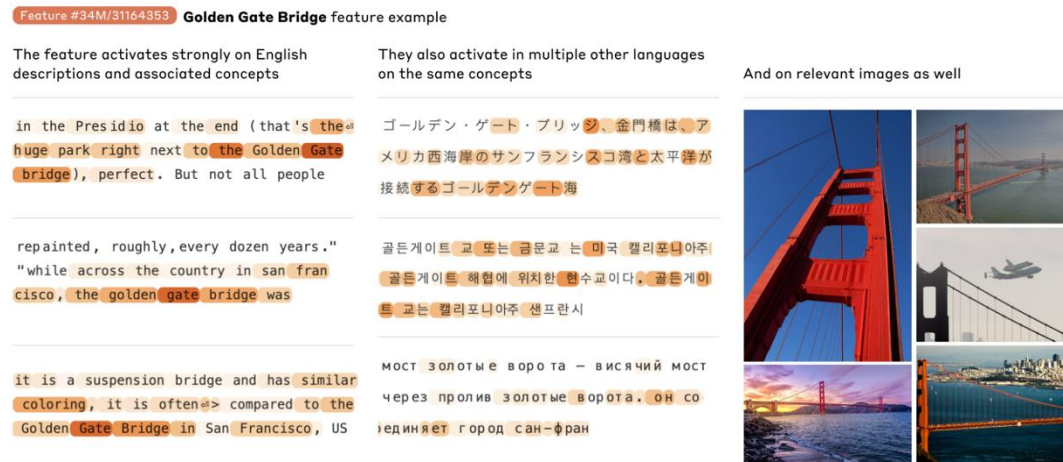 Feature #34M/31164353 Golden Gate Bridge feature example
The feature activates strongly on English
descriptions and associated concepts
in the Presidio at the end (that's the⏎
huge park right next to the Golden Gate
bridge), perfect. But not all people
repainted, roughly, every dozen years."
"while across the country in san fran
cisco, the golden gate bridge was
it is a suspension bridge and has similar
coloring, it is often⏎> compared to the
Golden Gate Bridge in San Francisco, US
They also activate in multiple other languages
on the same concepts
ゴールデン・ゲート・ブリッジ、金門橋は、ア
メリカ西海岸のサンフランシスコ湾と太平洋が
接続するゴールデンゲート海
골든게이트 교 또는 금문교 는 미국 캘리포니아주
골든게이트 해협에 위치한 현수교이다. 골든게이
트 교는 캘리포니아주 샌프란시
мост золотые ворота – висячий мост
через пролив золотые ворота. он со
единяет город сан-фран
And on relevant images as well